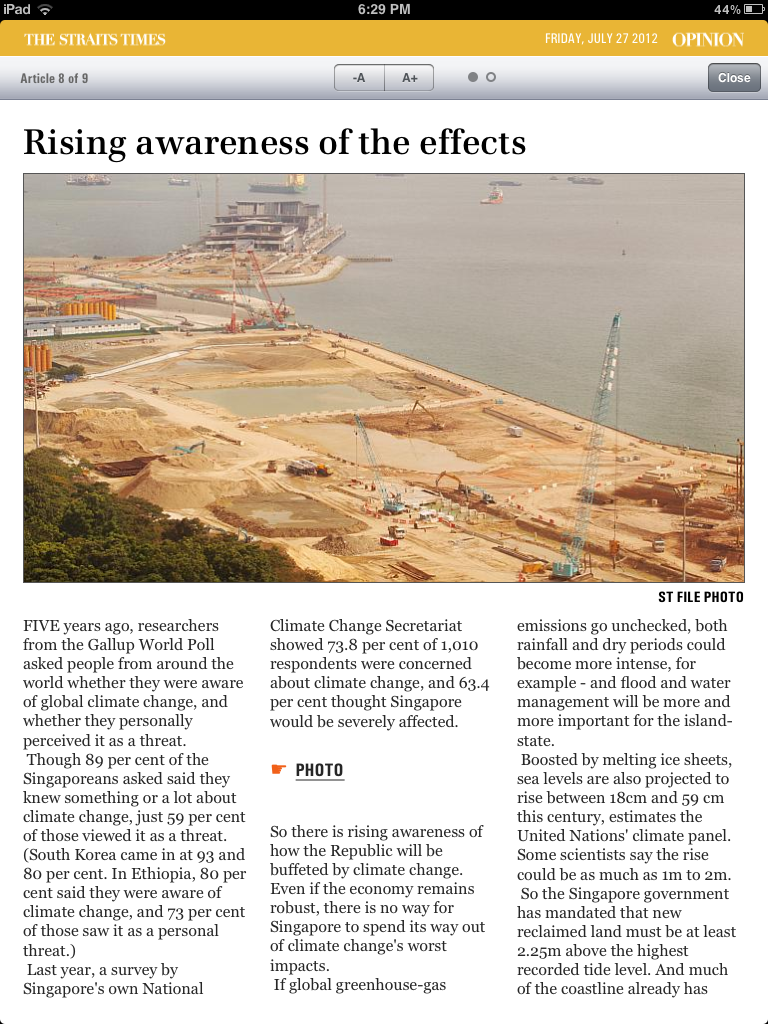 iPad
6:29 PM
44%
THE STRAITS TIMES
FRIDAY, JULY 27 2012 OPINION
Article 8 of 9
-A
A+
Close
Rising awareness of the effects
ST FILE PHOTO
FIVE years ago, researchers
from the Gallup World Poll
asked people from around the
world whether they were aware
of global climate change, and
whether they personally
perceived it as a threat.
Though 89 per cent of the
Singaporeans asked said they
knew something or a lot about
climate change, just 59 per cent
of those viewed it as a threat.
(South Korea came in at 93 and
80 per cent. In Ethiopia, 80 per
cent said they were aware of
climate change, and 73 per cent
of those saw it as a personal
threat.)
Last year, a survey by
Singapore's own National
Climate Change Secretariat
showed 73.8 per cent of 1,010
respondents were concerned
about climate change, and 63.4
per cent thought Singapore
would be severely affected.
PHOTO
So there is rising awareness of
how the Republic will be
buffeted by climate change.
Even if the economy remains
robust, there is no way for
Singapore to spend its way out
of climate change's worst
impacts.
If global greenhouse-gas
emissions go unchecked, both
rainfall and dry periods could
become more intense, for
example - and flood and water
management will be more and
more important for the island-
state.
Boosted by melting ice sheets,
sea levels are also projected to
rise between 18cm and 59 cm
this century, estimates the
United Nations' climate panel.
Some scientists say the rise
could be as much as 1m to 2m.
So the Singapore government
has mandated that new
reclaimed land must be at least
2.25m above the highest
recorded tide level. And much
of the coastline already has